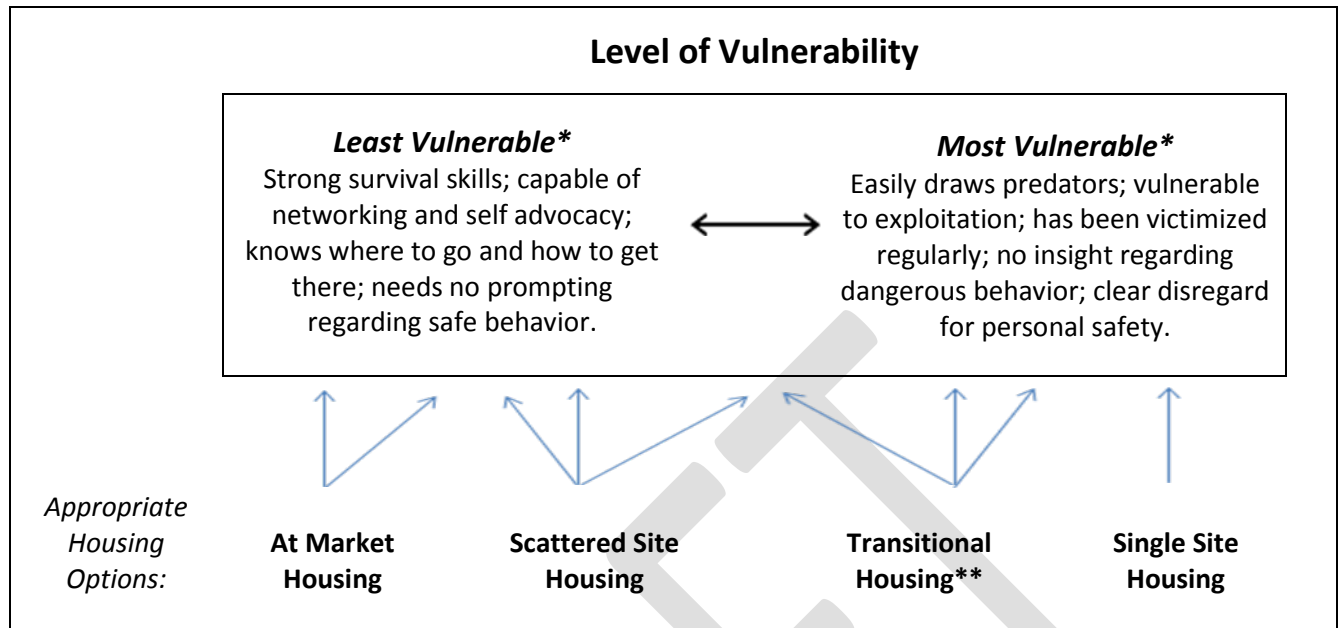 Level of Vulnerability
Least Vulnerable*
Strong survival skills; capable of
networking and self advocacy;
knows where to go and how to get
there; needs no prompting
regarding safe behavior.
Most Vulnerable*
Easily draws predators; vulnerable
to exploitation; has been victimized
regularly; no insight regarding
dangerous behavior; clear disregard
for personal safety.
Appropriate
Housing
Options:
At Market
Housing
Scattered Site
Housing
Transitional
Housing**
Single Site
Housing